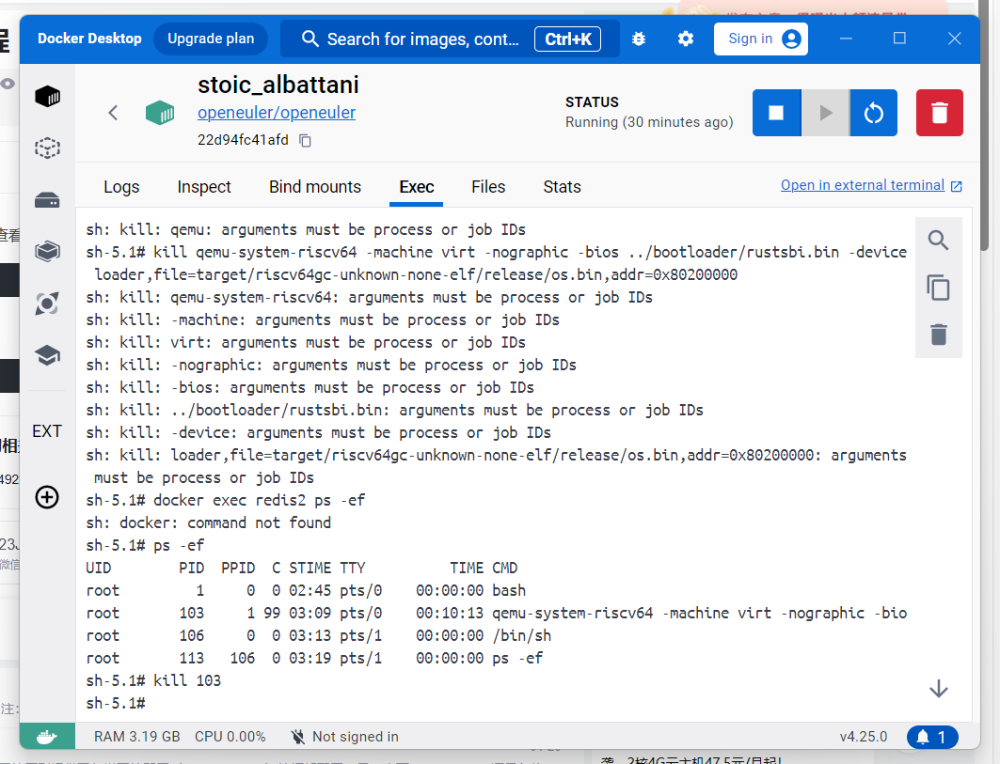 Docker Desktop
Upgrade plan
Search for images, cont...
Ctrl+K
Sign in
stoic_albattani
openeuler/openeuler
22d94fc41afd
STATUS
Running (30 minutes ago)
Logs
Inspect
Bind mounts
Exec
Files
Stats
Open in external terminal
EXT
sh: kill: qemu: arguments must be process or job IDs
sh-5.1# kill qemu-system-riscv64 -machine virt -nographic -bios ../bootloader/rustsbi.bin -device
loader,file=target/riscv64gc-unknown-none-elf/release/os.bin,addr=0x80200000
sh: kill: qemu-system-riscv64: arguments must be process or job IDs
sh: kill: -machine: arguments must be process or job IDs
sh: kill: virt: arguments must be process or job IDs
sh: kill: -nographic: arguments must be process or job IDs
sh: kill: -bios: arguments must be process or job IDs
sh: kill: ../bootloader/rustsbi.bin: arguments must be process or job IDs
sh: kill: -device: arguments must be process or job IDs
sh: kill: loader,file=target/riscv64gc-unknown-none-elf/release/os.bin,addr=0x80200000: arguments
must be process or job IDs
sh-5.1# docker exec redis2 ps -ef
sh: docker: command not found
sh-5.1# ps -ef
UID PID PPID C STIME TTY TIME CMD
root 1 0 0 02:45 pts/0 00:00:00 bash
root 103 1 99 03:09 pts/0 00:10:13 qemu-system-riscv64 -machine virt -nographic -bio
root 106 0 0 03:13 pts/1 00:00:00 /bin/sh
root 113 106 0 03:19 pts/1 00:00:00 ps -ef
sh-5.1# kill 103
sh-5.1#
RAM 3.19 GB CPU 0.00%
Not signed in
v4.25.0
1
查看
492
注: